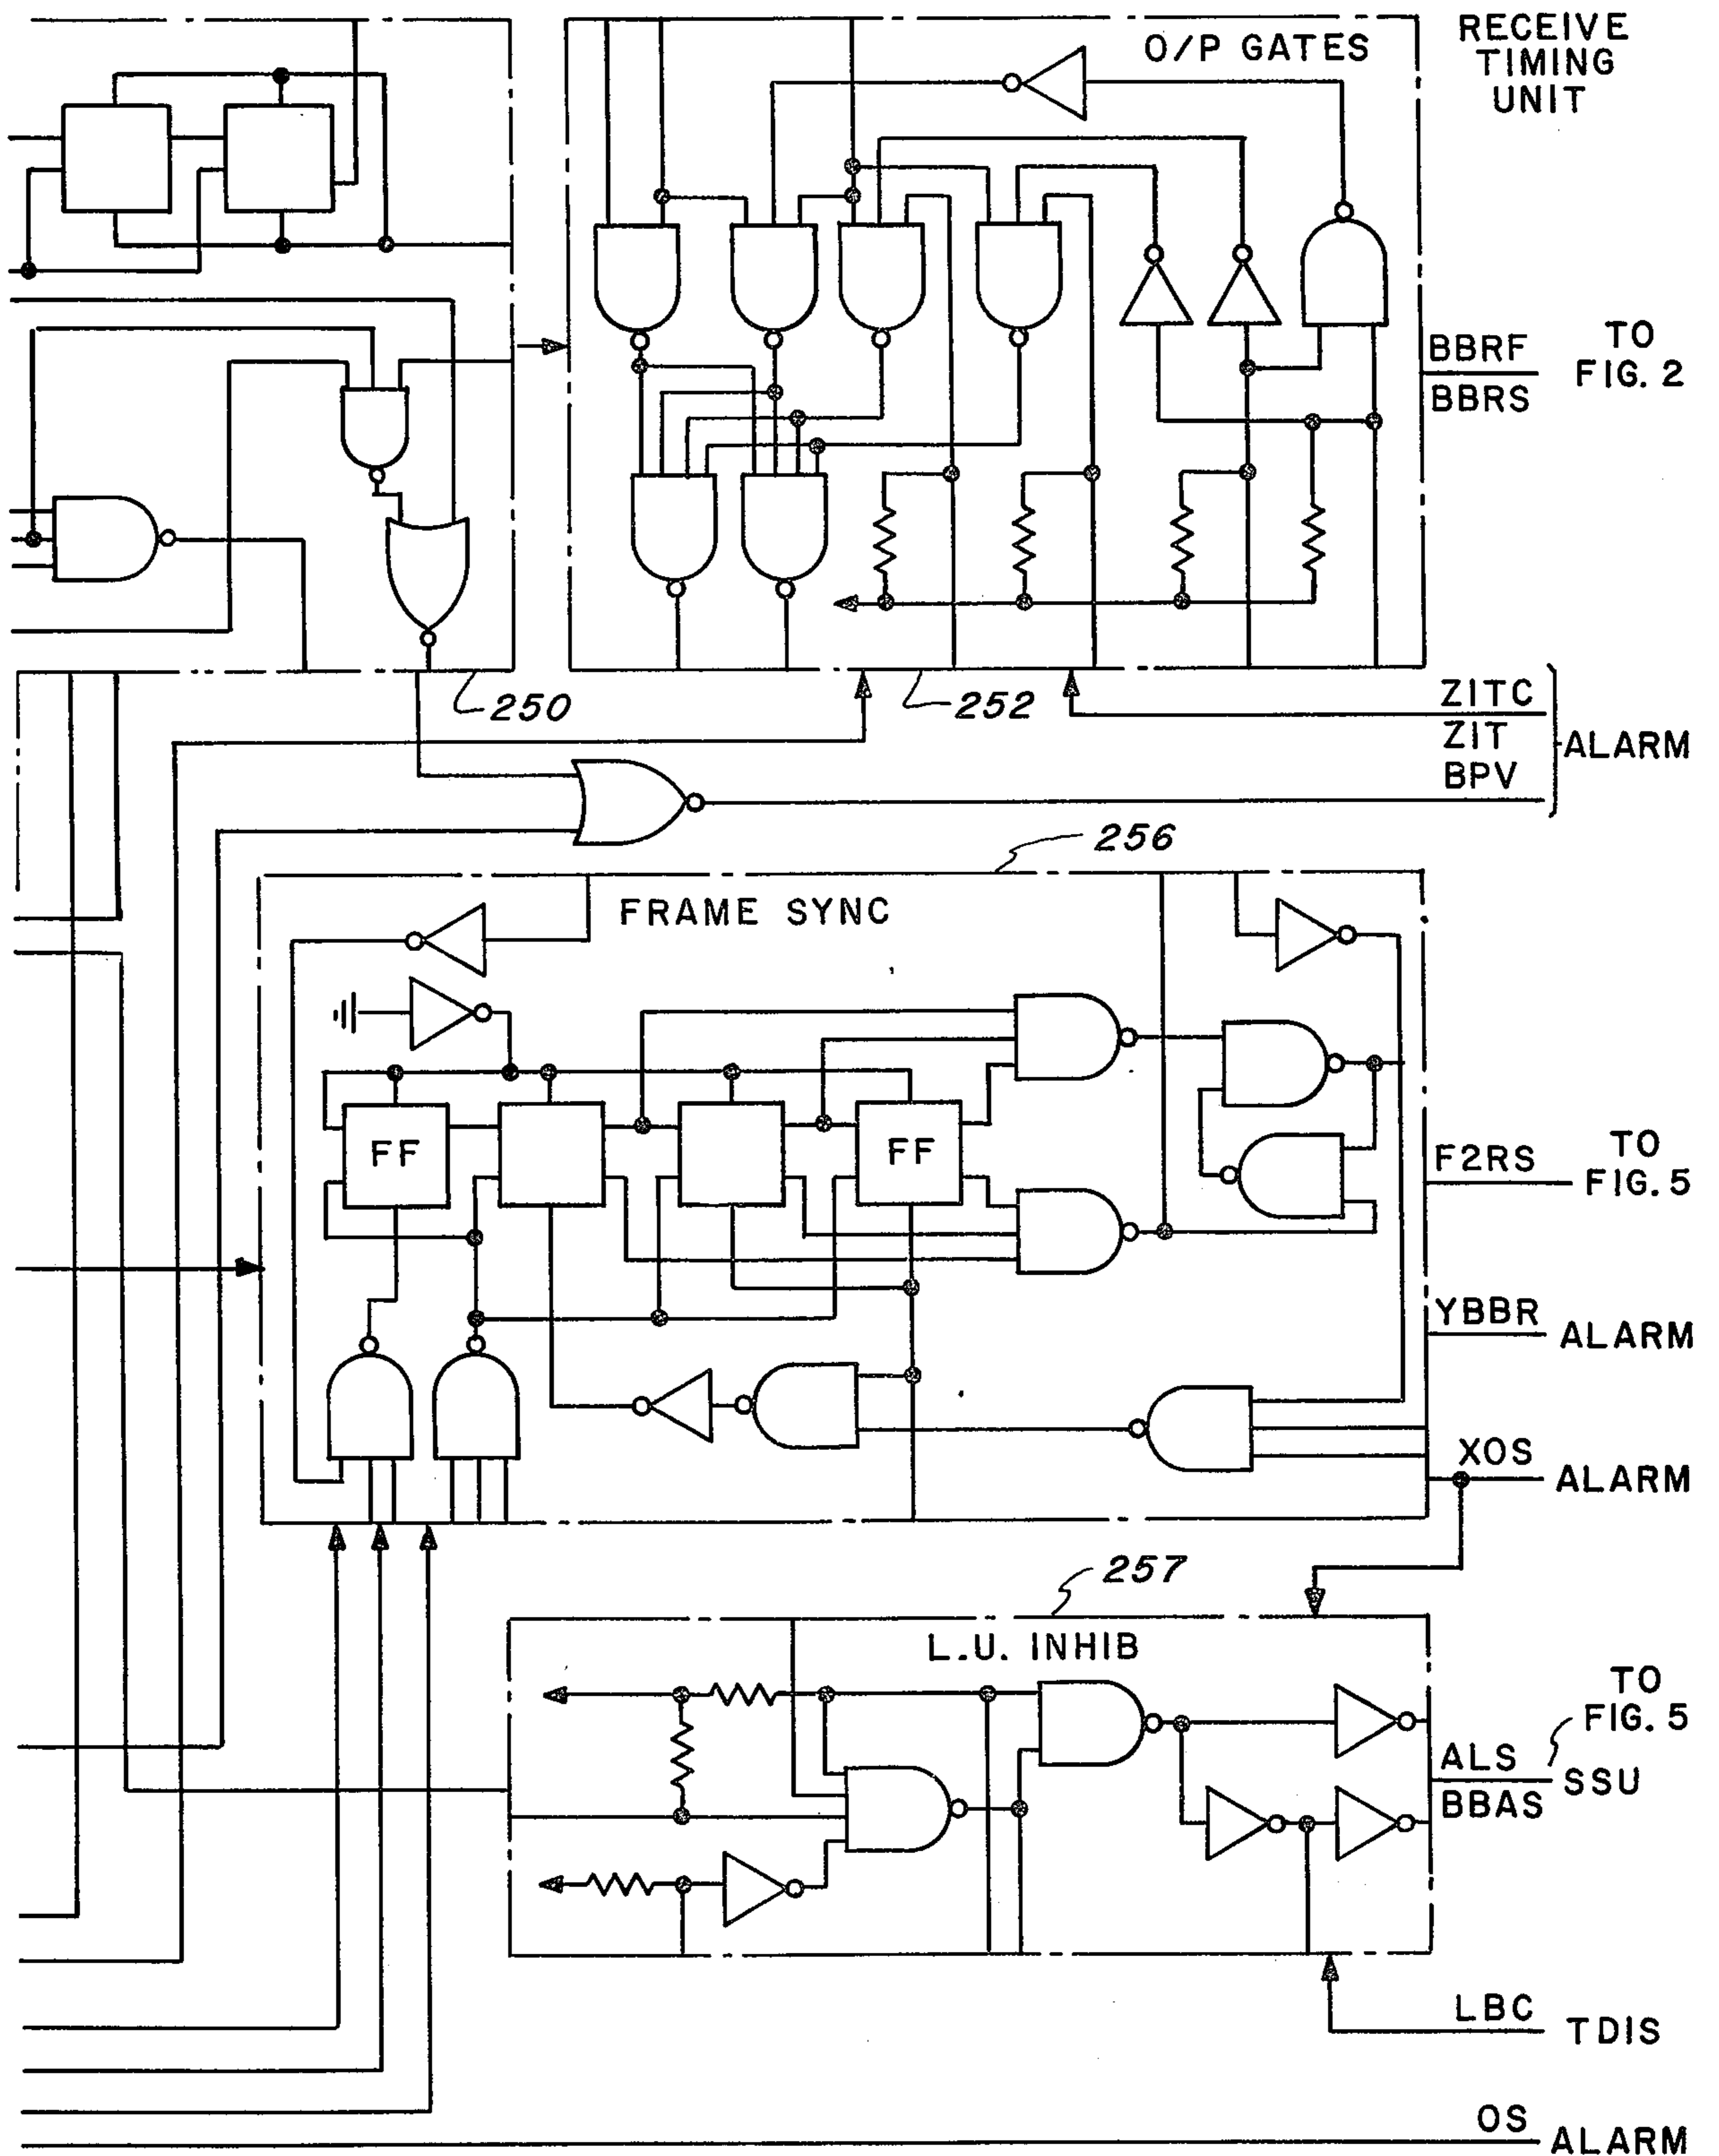 RECEIVE
TIMING
UNIT
O/P GATES
BBRF
BBRS
TO
FIG. 2
250
252
ZITC
ZIT
BPV
ALARM
256
FRAME SYNC
FF
FF
F2RS
TO
FIG. 5
YBBR
ALARM
XOS
ALARM
257
L.U. INHIB
TO
FIG. 5
ALS
SSU
BBAS
LBC
TDIS
OS
ALARM